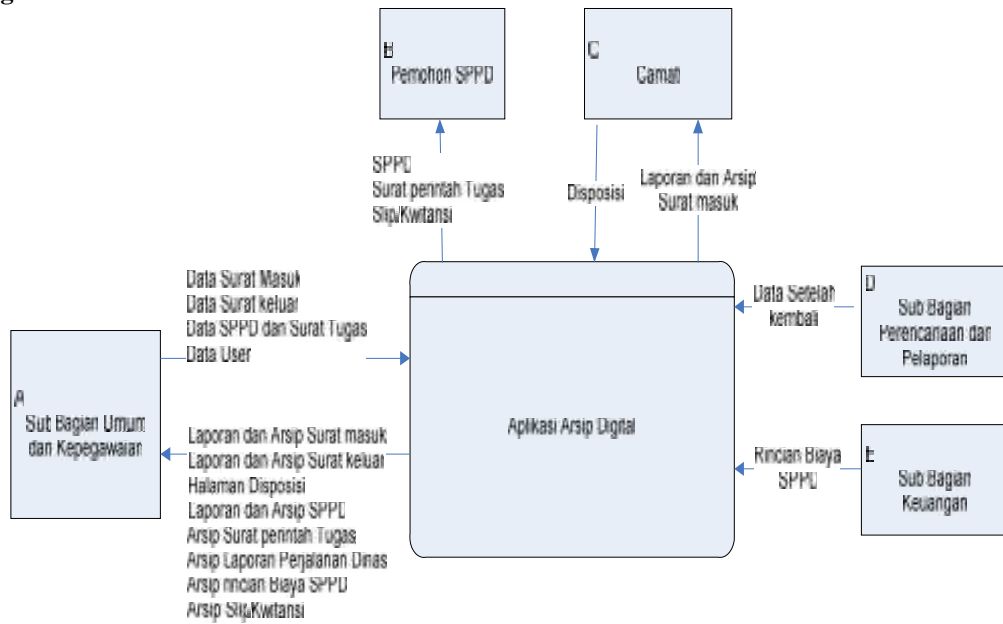 g
B
Pemohon SPPD
C
Camat
SPPD
Surat perintah Tugas
Slip/Kwitansi
Disposisi
Laporan dan Arsip
Surat masuk
Data Surat Masuk
Data Surat keluar
Data SPPD dan Surat Tugas
Data User
D
Sub Bagian
Perencanaan dan
Pelaporan
Data Setelah
kembali
A
Sub Bagian Umum
dan Kepegawaian
Aplikasi Arsip Digital
Laporan dan Arsip Surat masuk
Laporan dan Arsip Surat keluar
Halaman Disposisi
Laporan dan Arsip SPPD
Arsip Surat perintah Tugas
Arsip Laporan Perjalanan Dinas
Arsip rincian Biaya SPPD
Arsip Slip/Kwitansi
Rincian Biaya
SPPD
E
Sub Bagian
Keuangan